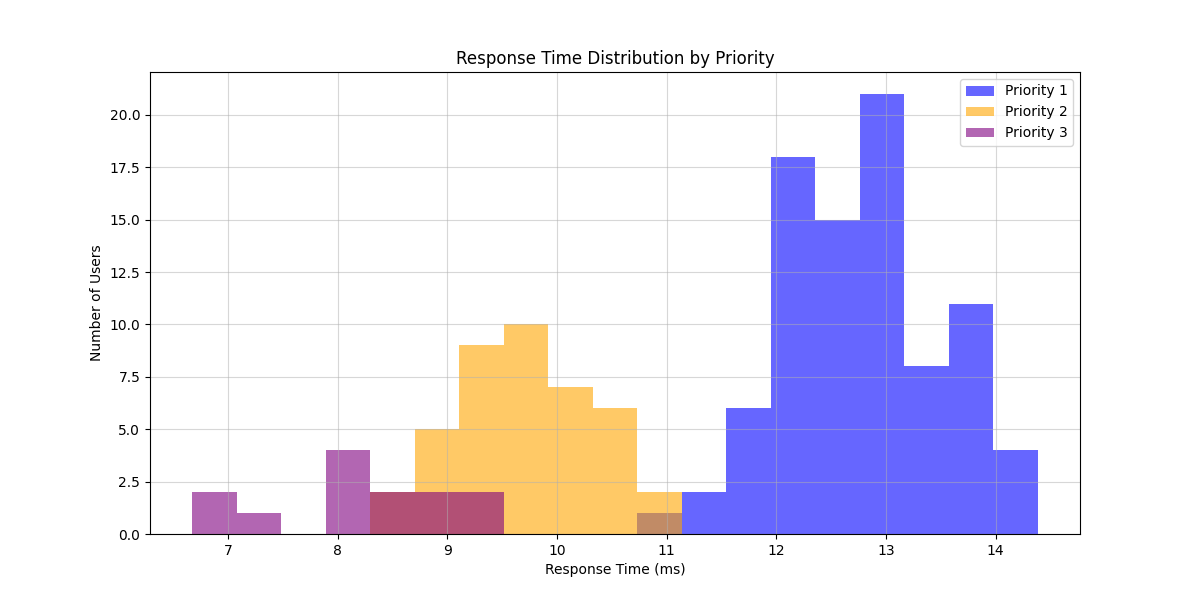 Response Time Distribution by Priority
Priority 1
Priority 2
Priority 3
20.0
17.5
15.0
12.5
10.0
7.5
5.0
2.5
0.0
Number of Users
7 8 9 10 11 12 13 14
Response Time (ms)